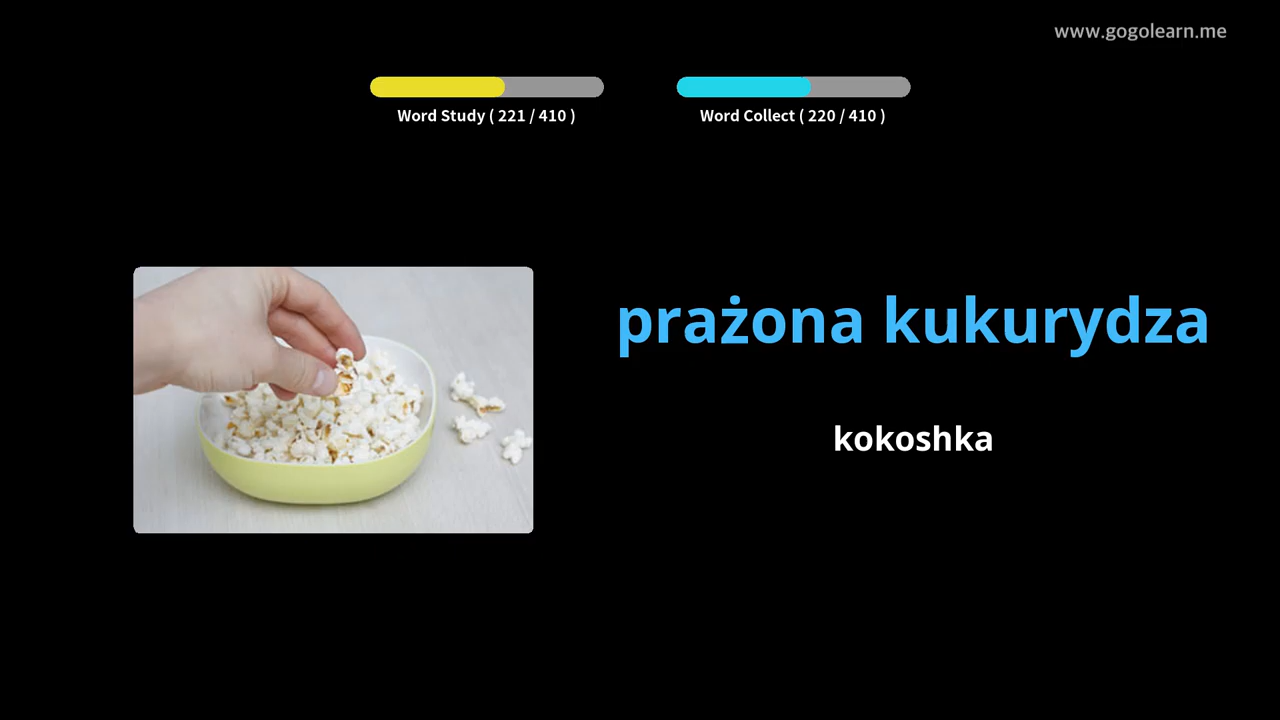 www.gogolearn.me
Word Study ( 221 / 410 )
Word Collect ( 220 / 410 )
prażona kukurydza
kokoshka